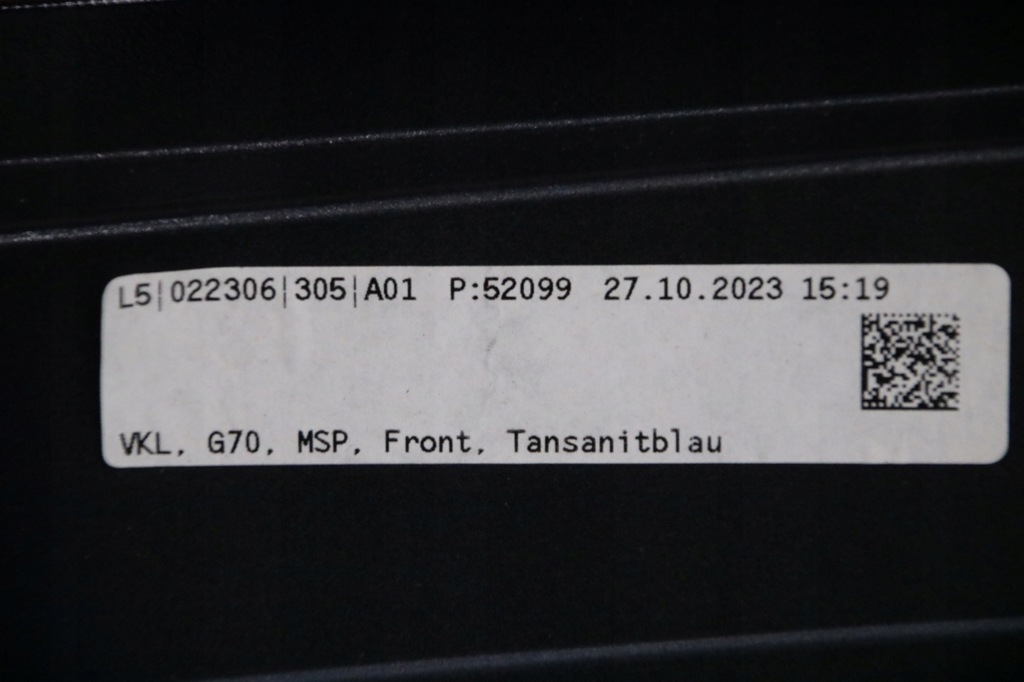 L5|022306|305|A01 P:52099 27.10.2023 15:19
VKL, G70, MSP, Front, Tansanitblau